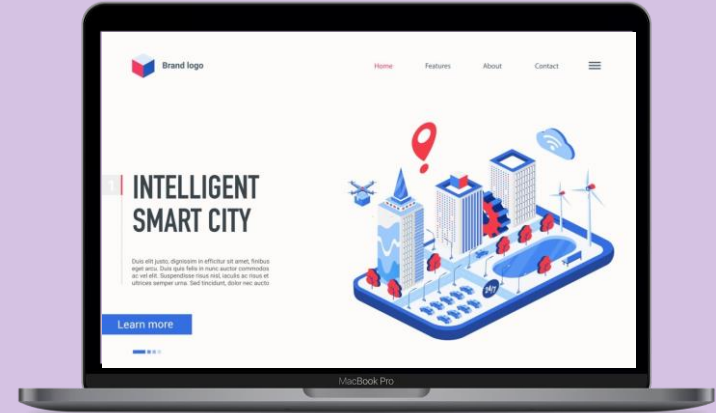 Brand logo
Home Features About Contact
1
INTELLIGENT
SMART CITY
Duis elit justo, dignissim in efficitur sit amet, finibus
eget arcu. Duis quis felis in nunc auctor commodos
ac vel elit. Suspendisse risus nisl, iaculis ac risus et
ultrices semper urna. Sed tincidunt, dolor nec aucto
24/7
Learn more
MacBook Pro